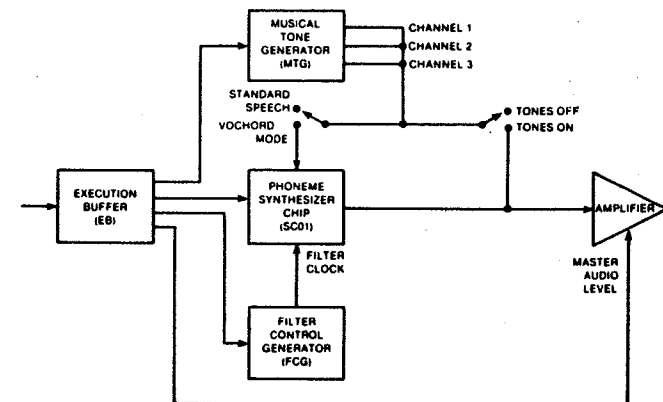 MUSICAL
TONE
GENERATOR
(MTG)
CHANNEL 1
CHANNEL 2
CHANNEL 3
STANDARD
SPEECH
VOCHORD
MODE
TONES OFF
TONES ON
EXECUTION
BUFFER
(EB)
PHONEME
SYNTHESIZER
CHIP
(SC01)
AMPLIFIER
FILTER
CLOCK
MASTER
AUDIO
LEVEL
FILTER
CONTROL
GENERATOR
(FCG)